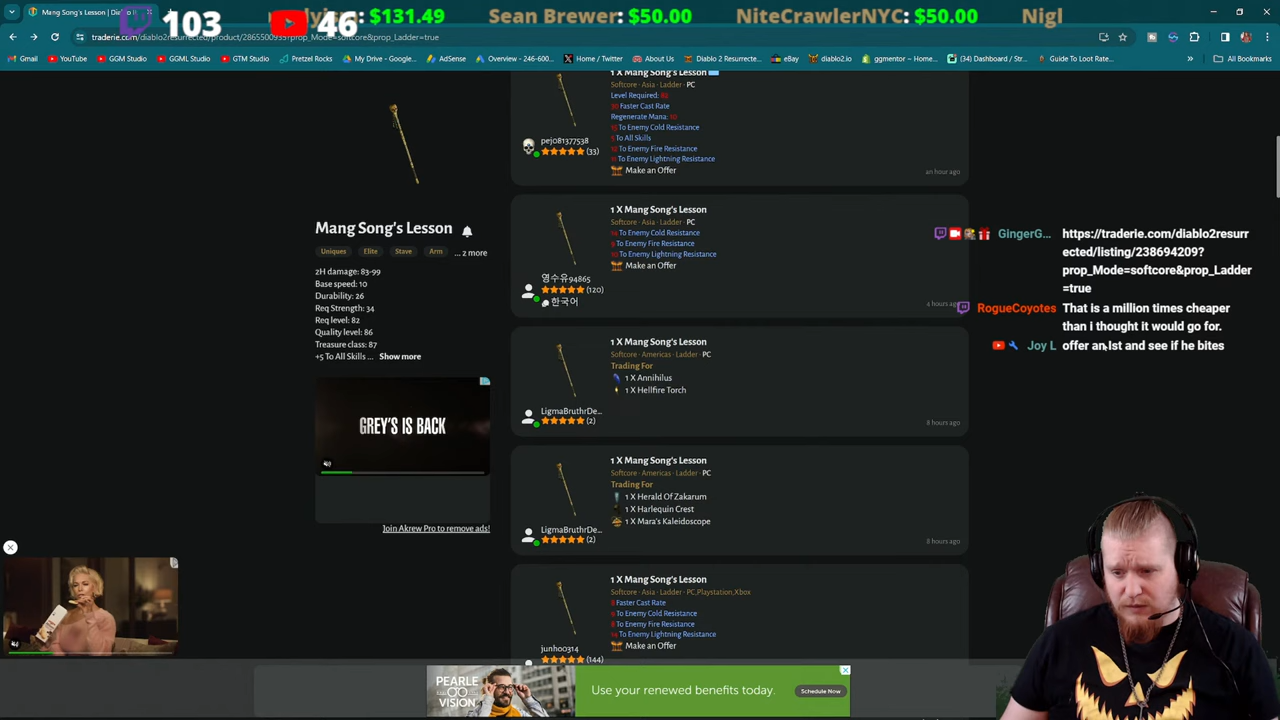 Mang Song's Lesson | Diablo II
103
46
$131.49
Sean Brewer: $50.00
NiteCrawlerNYC: $50.00
Nigl
traderie.com/diablo2resurrected/product/2865500935?prop_Mode=softcore&prop_Ladder=true
Gmail
YouTube
GGM Studio
GGML Studio
GTM Studio
Pretzel Rocks
My Drive - Google...
AdSense
Overview - 246-600...
Home / Twitter
About Us
Diablo 2 Resurrecte...
eBay
diablo2.io
ggmentor ~ Home...
(34) Dashboard / Str...
Guide To Loot Rate...
All Bookmarks
Mang Song's Lesson
Uniques
Elite
Stave
Arm
... 2 more
2H damage: 83-99
Base speed: 10
Durability: 26
Req Strength: 34
Req level: 82
Quality level: 86
Treasure class: 87
+5 To All Skills ... Show more
GREY'S IS BACK
Join Akrew Pro to remove ads!
1 X Mang Song's Lesson
Softcore · Asia · Ladder · PC
Level Required: 82
30 Faster Cast Rate
Regenerate Mana: 10
To Enemy Cold Resistance
5 To All Skills
To Enemy Fire Resistance
To Enemy Lightning Resistance
Make an Offer
pej081377538
(33)
an hour ago
1 X Mang Song's Lesson
Softcore · Asia · Ladder · PC
To Enemy Cold Resistance
To Enemy Fire Resistance
To Enemy Lightning Resistance
Make an Offer
영수유94865
(120)
한국어
4 hours ago
1 X Mang Song's Lesson
Softcore · Americas · Ladder · PC
Trading For
1 X Annihilus
1 X Hellfire Torch
LigmaBruthrDe...
(2)
8 hours ago
1 X Mang Song's Lesson
Softcore · Americas · Ladder · PC
Trading For
1 X Herald Of Zakarum
1 X Harlequin Crest
1 X Mara's Kaleidoscope
LigmaBruthrDe...
(2)
8 hours ago
1 X Mang Song's Lesson
Softcore · Asia · Ladder · PC,Playstation,Xbox
Faster Cast Rate
To Enemy Cold Resistance
To Enemy Fire Resistance
To Enemy Lightning Resistance
Make an Offer
junho0314
(144)
GingerG...
https://traderie.com/diablo2resurr
ected/listing/238694209?
prop_Mode=softcore&prop_Ladder
=true
RogueCoyotes
That is a million times cheaper
than i thought it would go for.
Joy L
offer an Ist and see if he bites
PEARLE
VISION
Use your renewed benefits today.
Schedule Now